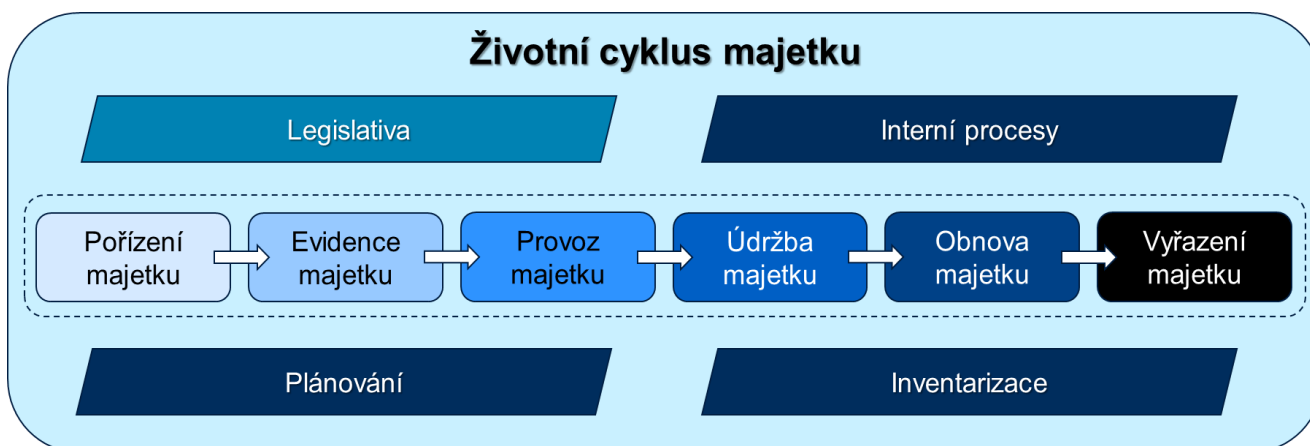 Životní cyklus majetku
Legislativa
Interní procesy
Pořízení
majetku
Evidence
majetku
Provoz
majetku
Údržba
majetku
Obnova
majetku
Vyřazení
majetku
Plánování
Inventarizace